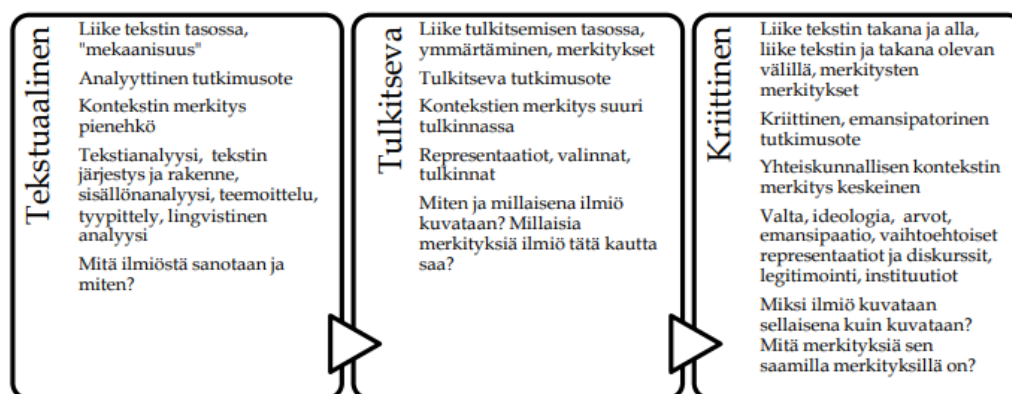 Tekstuaalinen
Liike tekstin tasossa,
"mekaanisuus"
Analyyttinen tutkimusote
Kontekstin merkitys
pienehkö
Tekstianalyysi, tekstin
järjestys ja rakenne,
sisällönanalyysi, teemoittelu,
tyypittely, lingvistinen
analyysi
Mitä ilmiöstä sanotaan ja
miten?
Tulkitseva
Liike tulkitsemisen tasossa,
ymmärtäminen, merkitykset
Tulkitseva tutkimusote
Kontekstien merkitys suuri
tulkinnassa
Representaatiot, valinnat,
tulkinnat
Miten ja millaisena ilmiö
kuvataan? Millaisia
merkityksiä ilmiö tätä kautta
saa?
Kriittinen
Liike tekstin takana ja alla,
liike tekstin ja takana olevan
välillä, merkitysten
merkitykset
Kriittinen, emansipatorinen
tutkimusote
Yhteiskunnallisen kontekstin
merkitys keskeinen
Valta, ideologia, arvot,
emansipaatio, vaihtoehtoiset
representaatiot ja diskurssit,
legitimointi, instituutiot
Miksi ilmiö kuvataan
sellaisena kuin kuvataan?
Mitä merkityksiä sen
saamilla merkityksillä on?